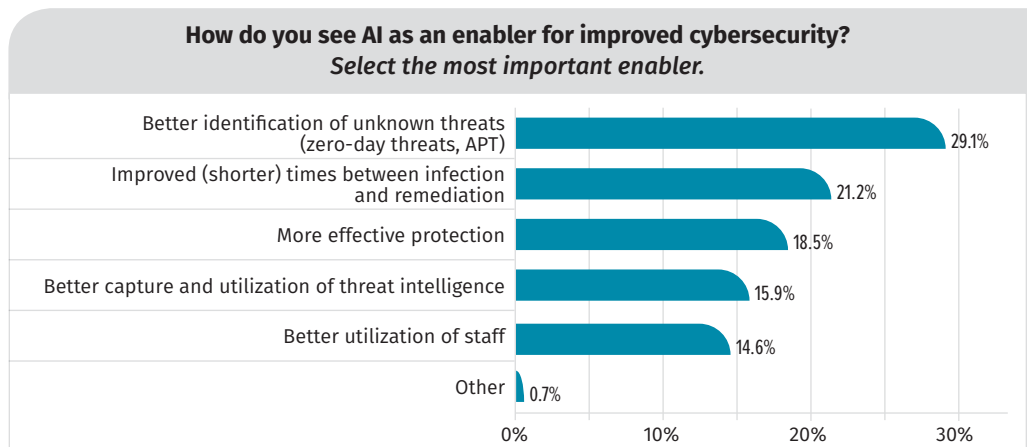 How do you see AI as an enabler for improved cybersecurity?
Select the most important enabler.
Better identification of unknown threats
(zero-day threats, APT)
29.1%
Improved (shorter) times between infection
and remediation
21.2%
More effective protection
18.5%
Better capture and utilization of threat intelligence
15.9%
Better utilization of staff
14.6%
Other
0.7%
0%
10%
20%
30%